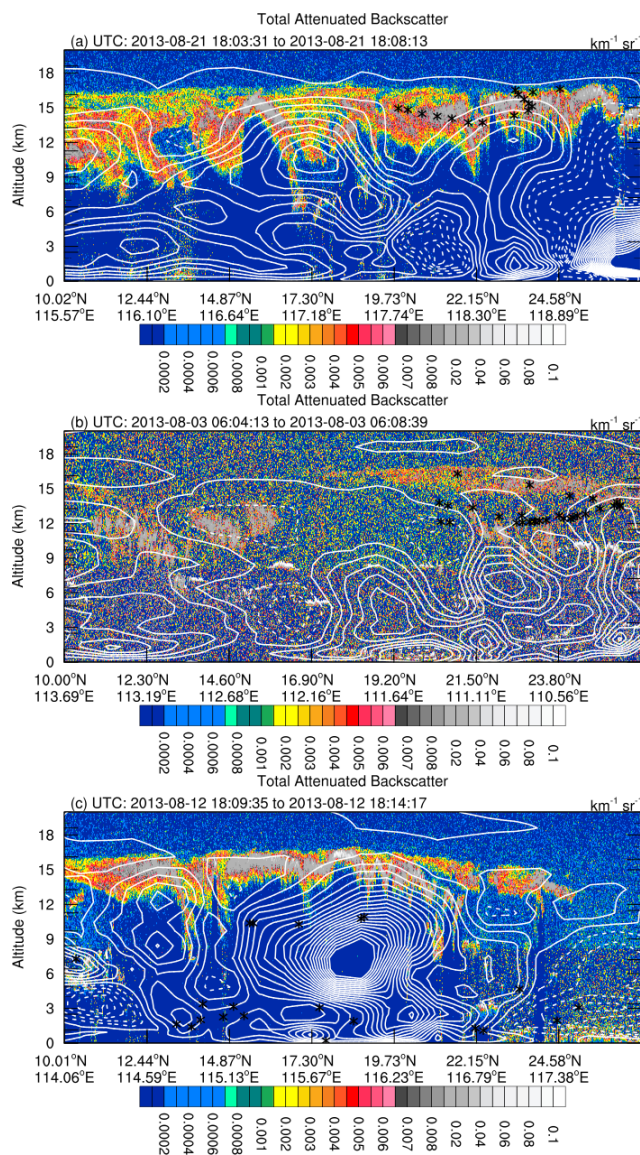 Total Attenuated Backscatter
(a) UTC: 2013-08-21 18:03:31 to 2013-08-21 18:08:13 km⁻¹ sr⁻¹
18
15
12
9
6
3
0
Altitude (km)
10.02°N 12.44°N 14.87°N 17.30°N 19.73°N 22.15°N 24.58°N
115.57°E 116.10°E 116.64°E 117.18°E 117.74°E 118.30°E 118.89°E
0.0002 0.0004 0.0006 0.0008 0.001 0.002 0.003 0.004 0.005 0.006 0.007 0.008 0.02 0.04 0.06 0.08 0.1
Total Attenuated Backscatter
(b) UTC: 2013-08-03 06:04:13 to 2013-08-03 06:08:39 km⁻¹ sr⁻¹
18
15
12
9
6
3
0
Altitude (km)
10.00°N 12.30°N 14.60°N 16.90°N 19.20°N 21.50°N 23.80°N
113.69°E 113.19°E 112.68°E 112.16°E 111.64°E 111.11°E 110.56°E
0.0002 0.0004 0.0006 0.0008 0.001 0.002 0.003 0.004 0.005 0.006 0.007 0.008 0.02 0.04 0.06 0.08 0.1
Total Attenuated Backscatter
(c) UTC: 2013-08-12 18:09:35 to 2013-08-12 18:14:17 km⁻¹ sr⁻¹
18
15
12
9
6
3
0
Altitude (km)
10.01°N 12.44°N 14.87°N 17.30°N 19.73°N 22.15°N 24.58°N
114.06°E 114.59°E 115.13°E 115.67°E 116.23°E 116.79°E 117.38°E
0.0002 0.0004 0.0006 0.0008 0.001 0.002 0.003 0.004 0.005 0.006 0.007 0.008 0.02 0.04 0.06 0.08 0.1